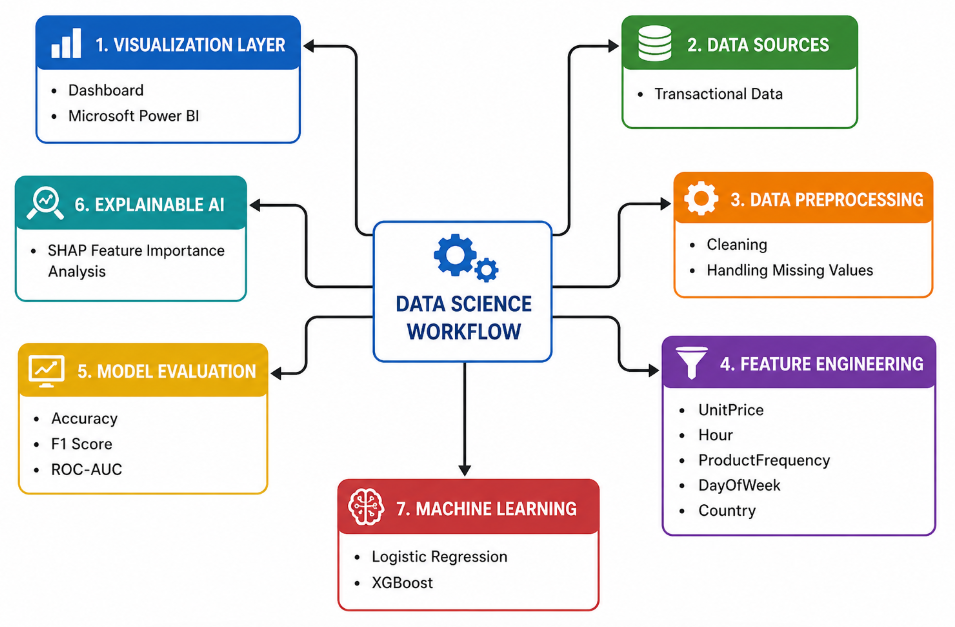 1. VISUALIZATION LAYER
• Dashboard
• Microsoft Power BI
2. DATA SOURCES
• Transactional Data
3. DATA PREPROCESSING
• Cleaning
• Handling Missing Values
4. FEATURE ENGINEERING
• UnitPrice
• Hour
• ProductFrequency
• DayOfWeek
• Country
5. MODEL EVALUATION
• Accuracy
• F1 Score
• ROC-AUC
6. EXPLAINABLE AI
• SHAP Feature Importance
Analysis
7. MACHINE LEARNING
• Logistic Regression
• XGBoost
DATA SCIENCE
WORKFLOW